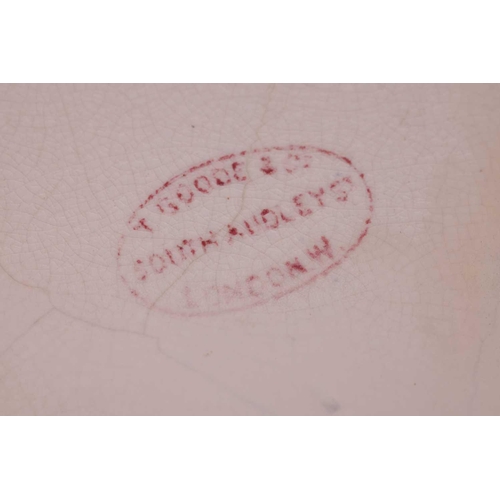 T. GOODE & Co
SOUTH AUDLEY St
LONDON W.